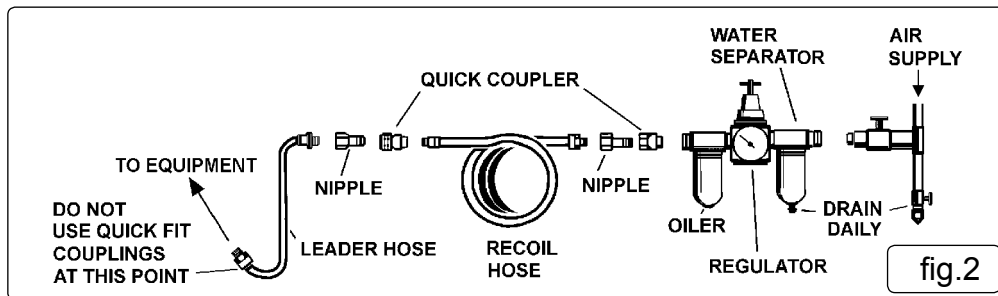 WATER
SEPARATOR
AIR
SUPPLY
QUICK COUPLER
TO EQUIPMENT
NIPPLE
NIPPLE
DO NOT
USE QUICK FIT
COUPLINGS
AT THIS POINT
LEADER HOSE
RECOIL
HOSE
OILER
DRAIN
DAILY
REGULATOR
fig.2